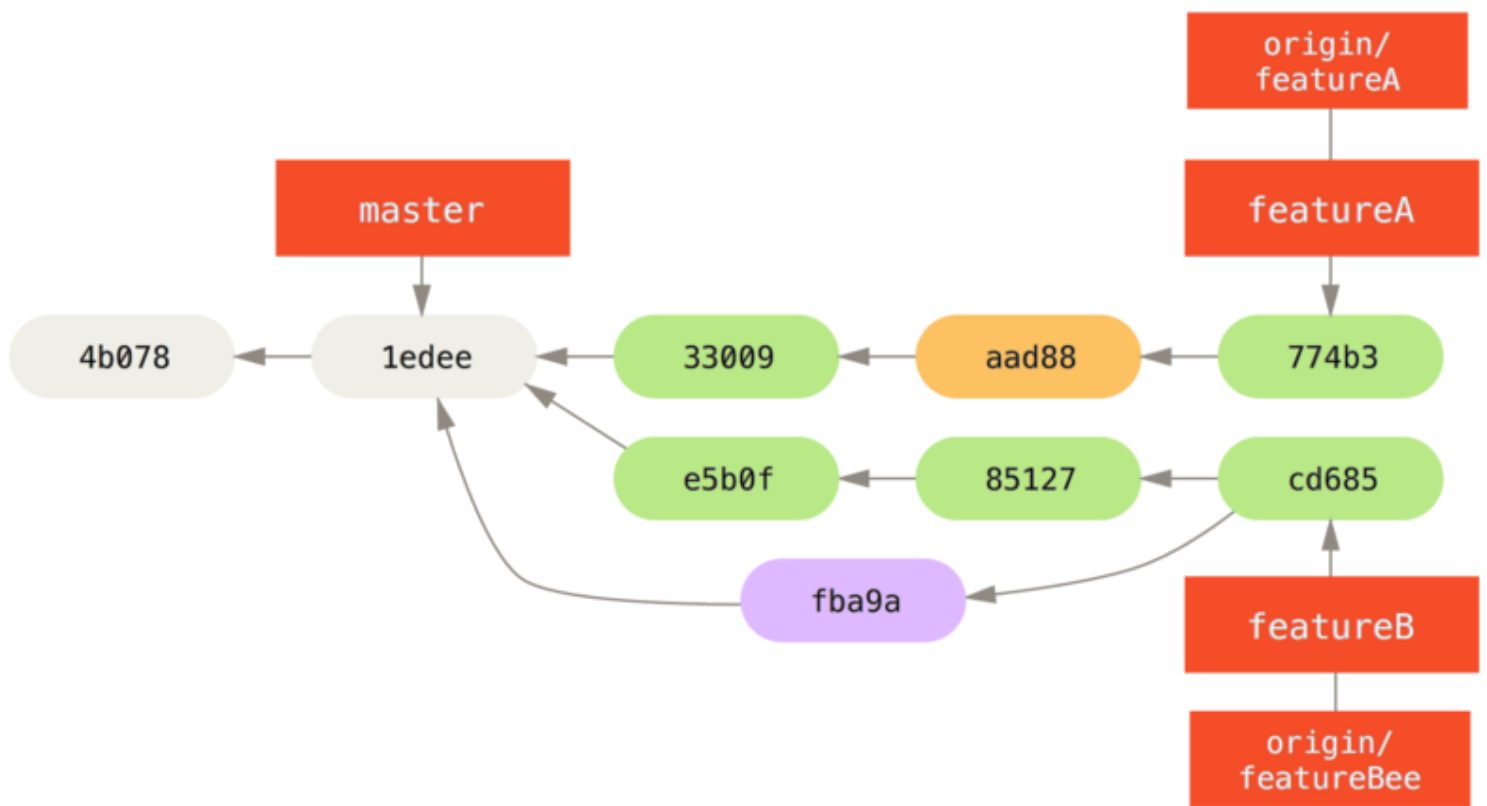 origin/
featureA
master
featureA
4b078
1edee
33009
aad88
774b3
e5b0f
85127
cd685
fba9a
featureB
origin/
featureBee